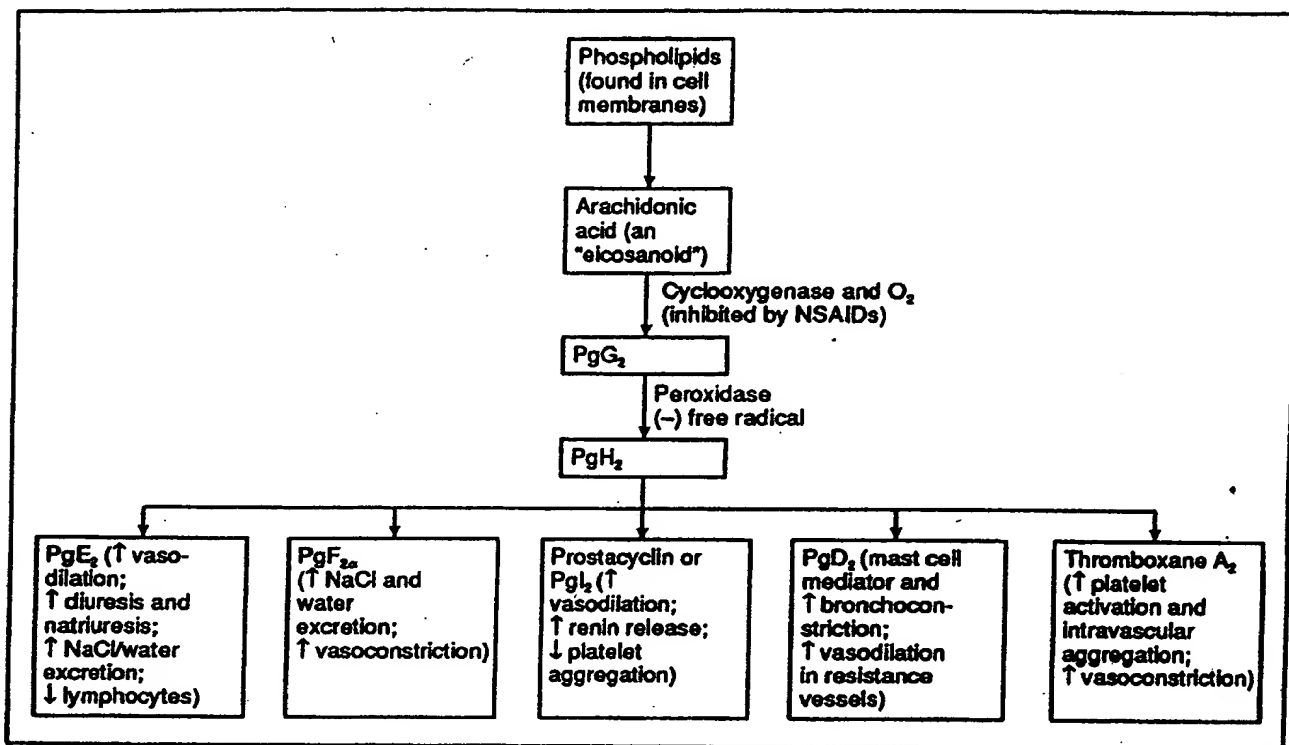 Phospholipids
(found in cell
membranes)
Arachidonic
acid (an
"eicosanoid")
Cyclooxygenase and O₂
(inhibited by NSAIDs)
PgG₂
Peroxidase
(–) free radical
PgH₂
PgE₂ (↑ vaso-
dilation;
↑ diuresis and
natriuresis;
↑ NaCl/water
excretion;
↓ lymphocytes)
PgF₂α
(↑ NaCl and
water
excretion;
↑ vasoconstriction)
Prostacyclin or
PgI₂ (↑
vasodilation;
↑ renin release;
↓ platelet
aggregation)
PgD₂ (mast cell
mediator and
↑ bronchocon-
striction;
↑ vasodilation
in resistance
vessels)
Thromboxane A₂
(↑ platelet
activation and
intravascular
aggregation;
↑ vasoconstriction)